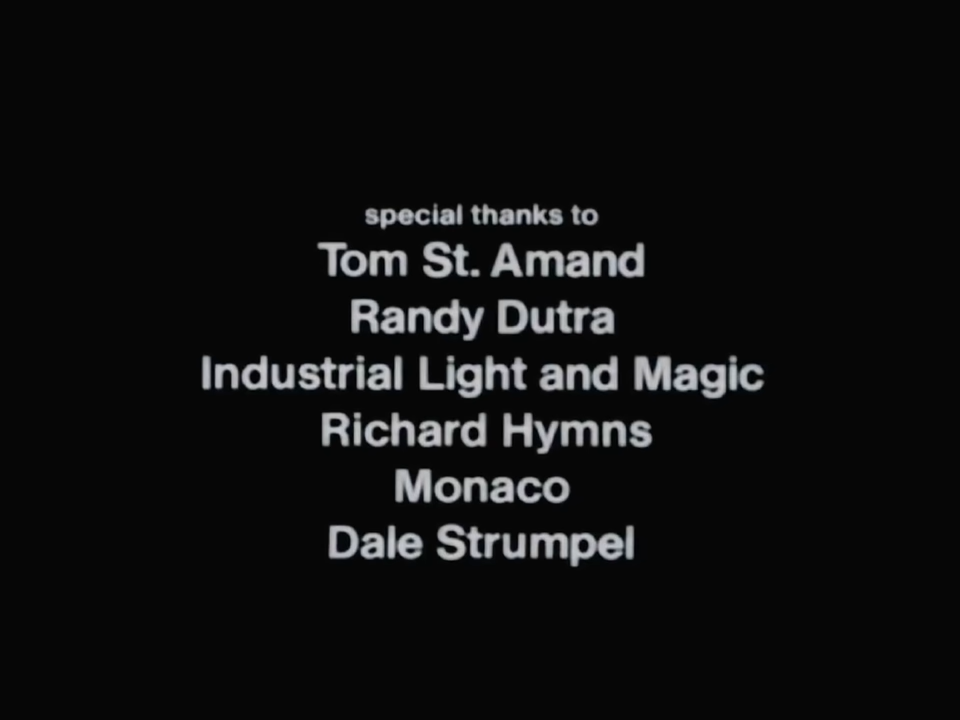 special thanks to
Tom St. Amand
Randy Dutra
Industrial Light and Magic
Richard Hymns
Monaco
Dale Strumpel